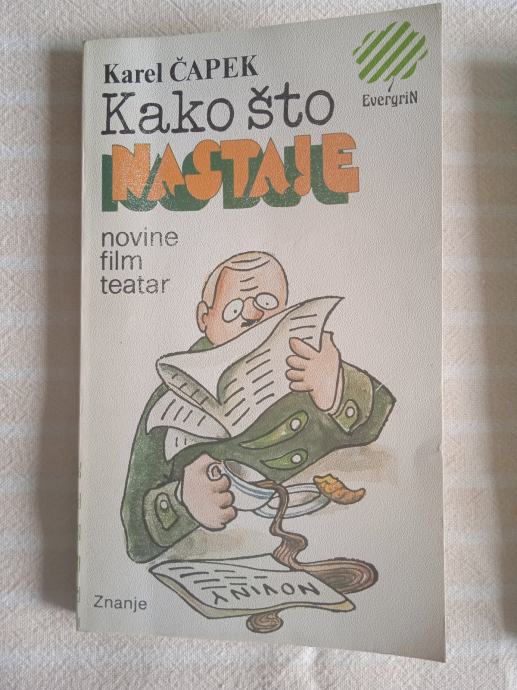 Karel ČAPEK
EvergriN
Kako što
NASTAJE
novine
film
teatar
NOVINY
Znanje